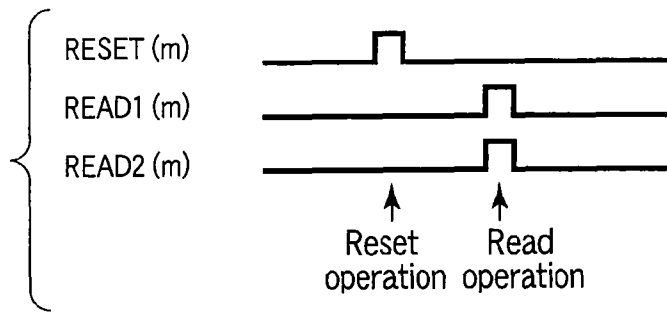 RESET (m)
READ1 (m)
READ2 (m)
Reset operation
Read operation